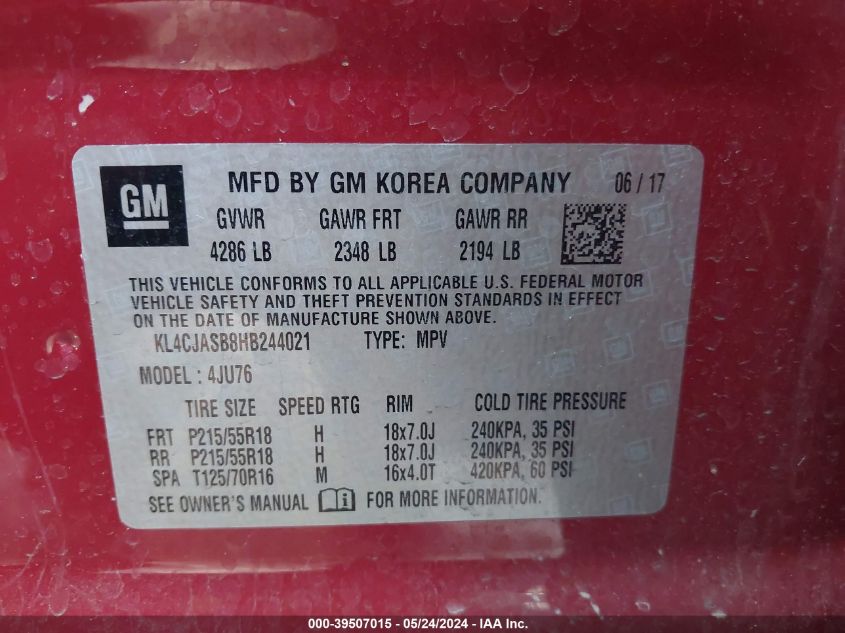 GM
MFD BY GM KOREA COMPANY 06 / 17
GVWR GAWR FRT GAWR RR
4286 LB 2348 LB 2194 LB
THIS VEHICLE CONFORMS TO ALL APPLICABLE U.S. FEDERAL MOTOR
VEHICLE SAFETY AND THEFT PREVENTION STANDARDS IN EFFECT
ON THE DATE OF MANUFACTURE SHOWN ABOVE.
KL4CJASB8HB244021 TYPE: MPV
MODEL : 4JU76
TIRE SIZE SPEED RTG RIM COLD TIRE PRESSURE
FRT P215/55R18 H 18x7.0J 240KPA, 35 PSI
RR P215/55R18 H 18x7.0J 240KPA, 35 PSI
SPA T125/70R16 M 16x4.0T 420KPA, 60 PSI
SEE OWNER'S MANUAL i FOR MORE INFORMATION.
000-39507015 - 05/24/2024 - IAA Inc.